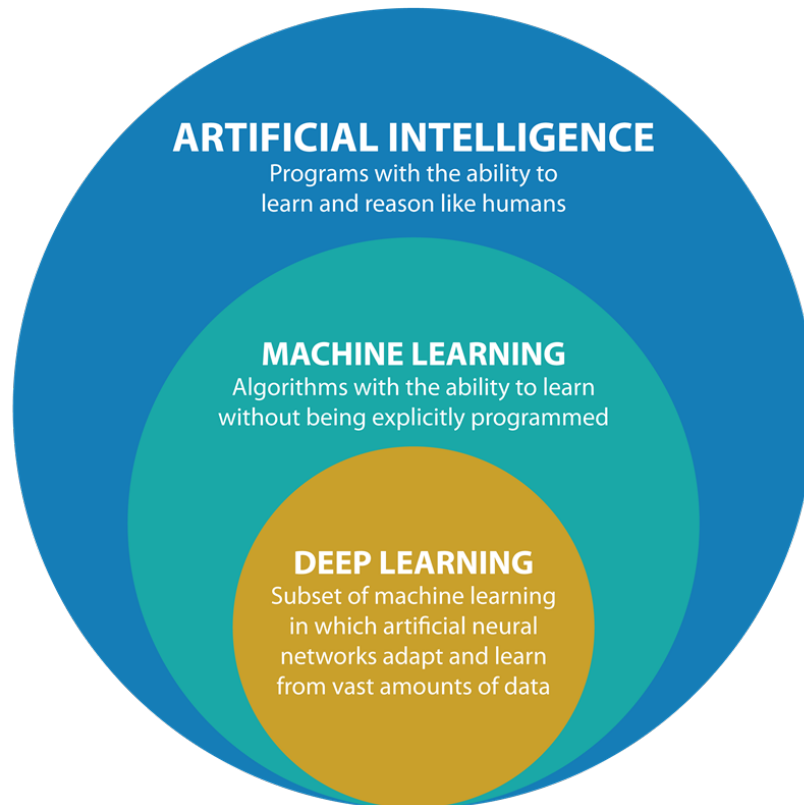 ARTIFICIAL INTELLIGENCE
Programs with the ability to
learn and reason like humans
MACHINE LEARNING
Algorithms with the ability to learn
without being explicitly programmed
DEEP LEARNING
Subset of machine learning
in which artificial neural
networks adapt and learn
from vast amounts of data